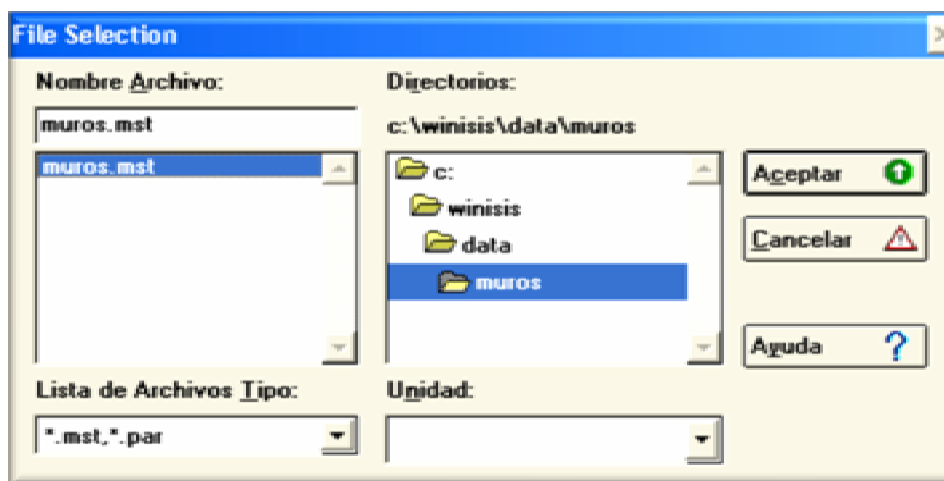 File Selection
Nombre Archivo:
muros.mst
muros.mst
Lista de Archivos Tipo:
*.mst,*.par
Directorios:
c:\winisis\data\muros
c:
winisis
data
muros
Unidad:
Aceptar
Cancelar
Ayuda ?